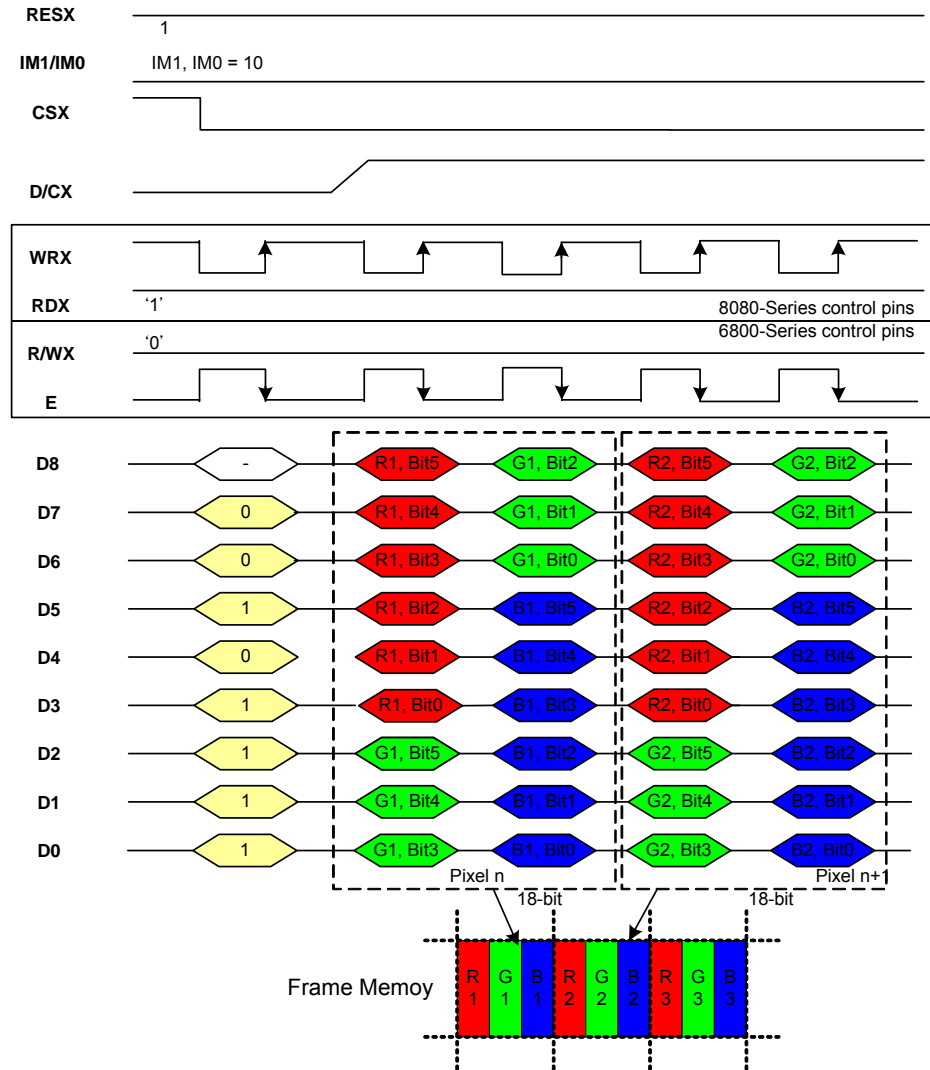 RESX
1
IM1/IM0 IM1, IM0 = 10
CSX
D/CX
WRX
RDX '1' 8080-Series control pins
6800-Series control pins
R/WX '0'
E
D8 - R1, Bit5 G1, Bit2 R2, Bit5 G2, Bit2
D7 0 R1, Bit4 G1, Bit1 R2, Bit4 G2, Bit1
D6 0 R1, Bit3 G1, Bit0 R2, Bit3 G2, Bit0
D5 1 R1, Bit2 B1, Bit5 R2, Bit2 B2, Bit5
D4 0 R1, Bit1 B1, Bit4 R2, Bit1 B2, Bit4
D3 1 R1, Bit0 B1, Bit3 R2, Bit0 B2, Bit3
D2 1 G1, Bit5 B1, Bit2 G2, Bit5 B2, Bit2
D1 1 G1, Bit4 B1, Bit1 G2, Bit4 B2, Bit1
D0 1 G1, Bit3 B1, Bit0 G2, Bit3 B2, Bit0
Pixel n Pixel n+1
18-bit 18-bit
Frame Memoy
R G B R G B R G B
1 1 1 2 2 2 3 3 3